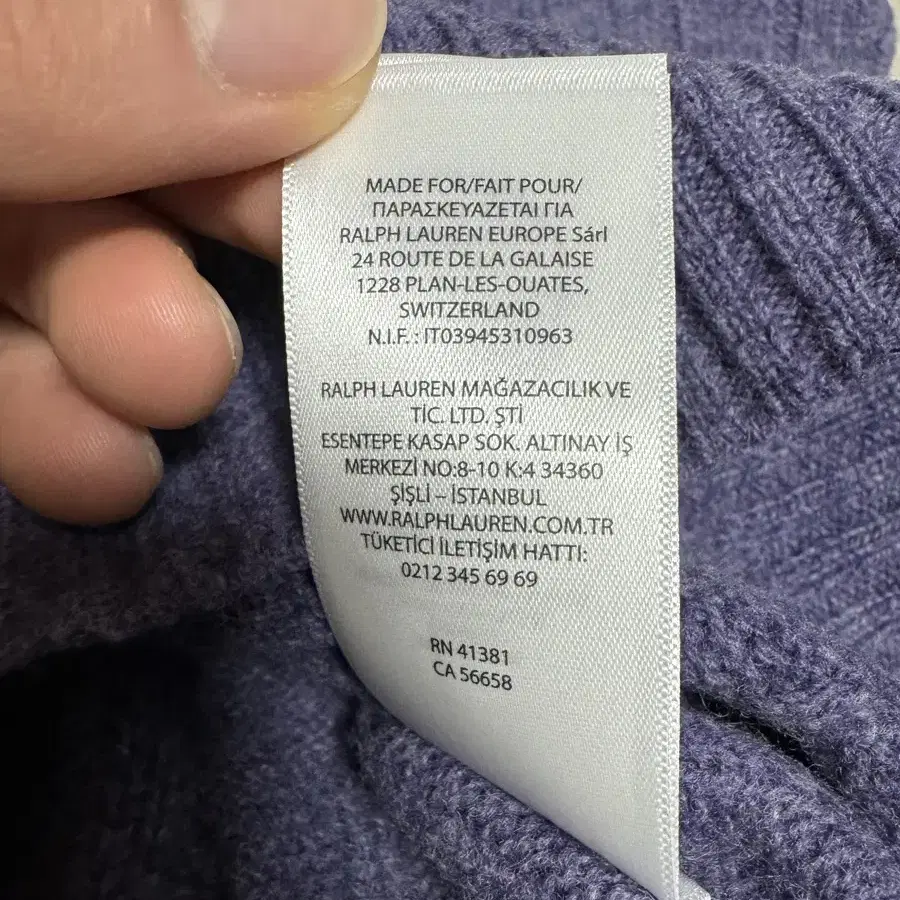 MADE FOR/FAIT POUR/
ΠΑΡΑΣΚΕΥΑΖΕΤΑΙ ΓΙΑ
RALPH LAUREN EUROPE Sárl
24 ROUTE DE LA GALAISE
1228 PLAN-LES-OUATES,
SWITZERLAND
N.I.F. : IT03945310963
RALPH LAUREN MAĞAZACILIK VE
TİC. LTD. ŞTİ
ESENTEPE KASAP SOK. ALTINAY İŞ
MERKEZİ NO:8-10 K:4 34360
ŞİŞLİ – İSTANBUL
WWW.RALPHLAUREN.COM.TR
TÜKETİCİ İLETİŞİM HATTI:
0212 345 69 69
RN 41381
CA 56658